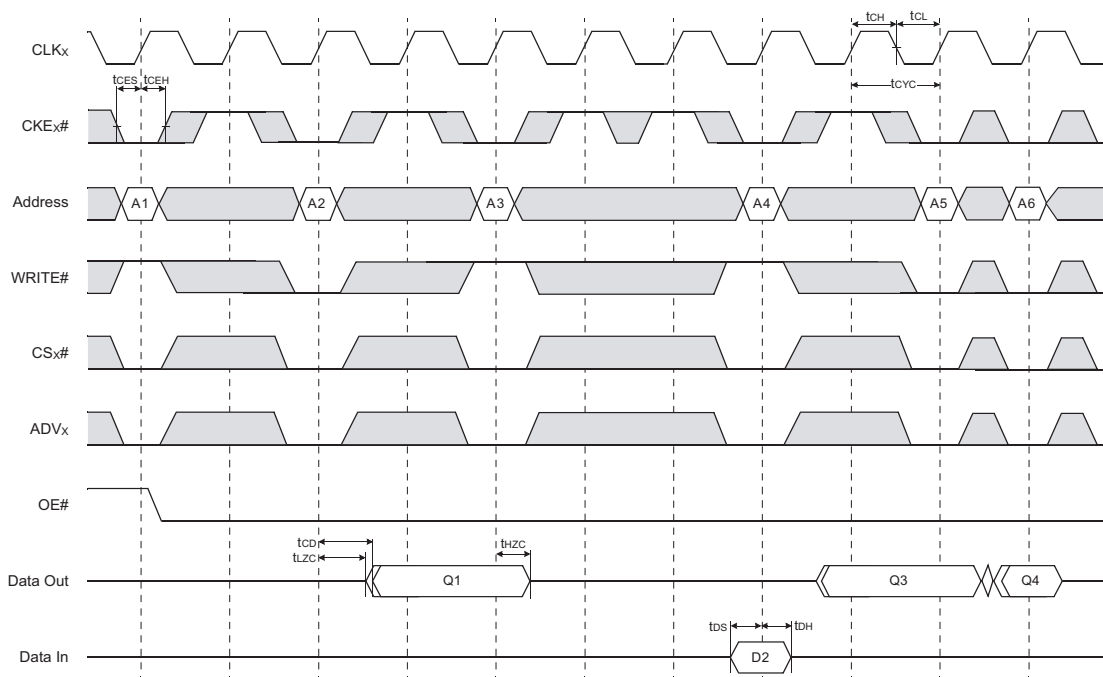 tCH tCL
CLKx
tCES tCEH
tCYC
CKEx#
Address A1 A2 A3 A4 A5 A6
WRITE#
CSx#
ADVx
OE#
tCD
tLZC tHZC
Data Out Q1 Q3 Q4
tDS tDH
Data In D2